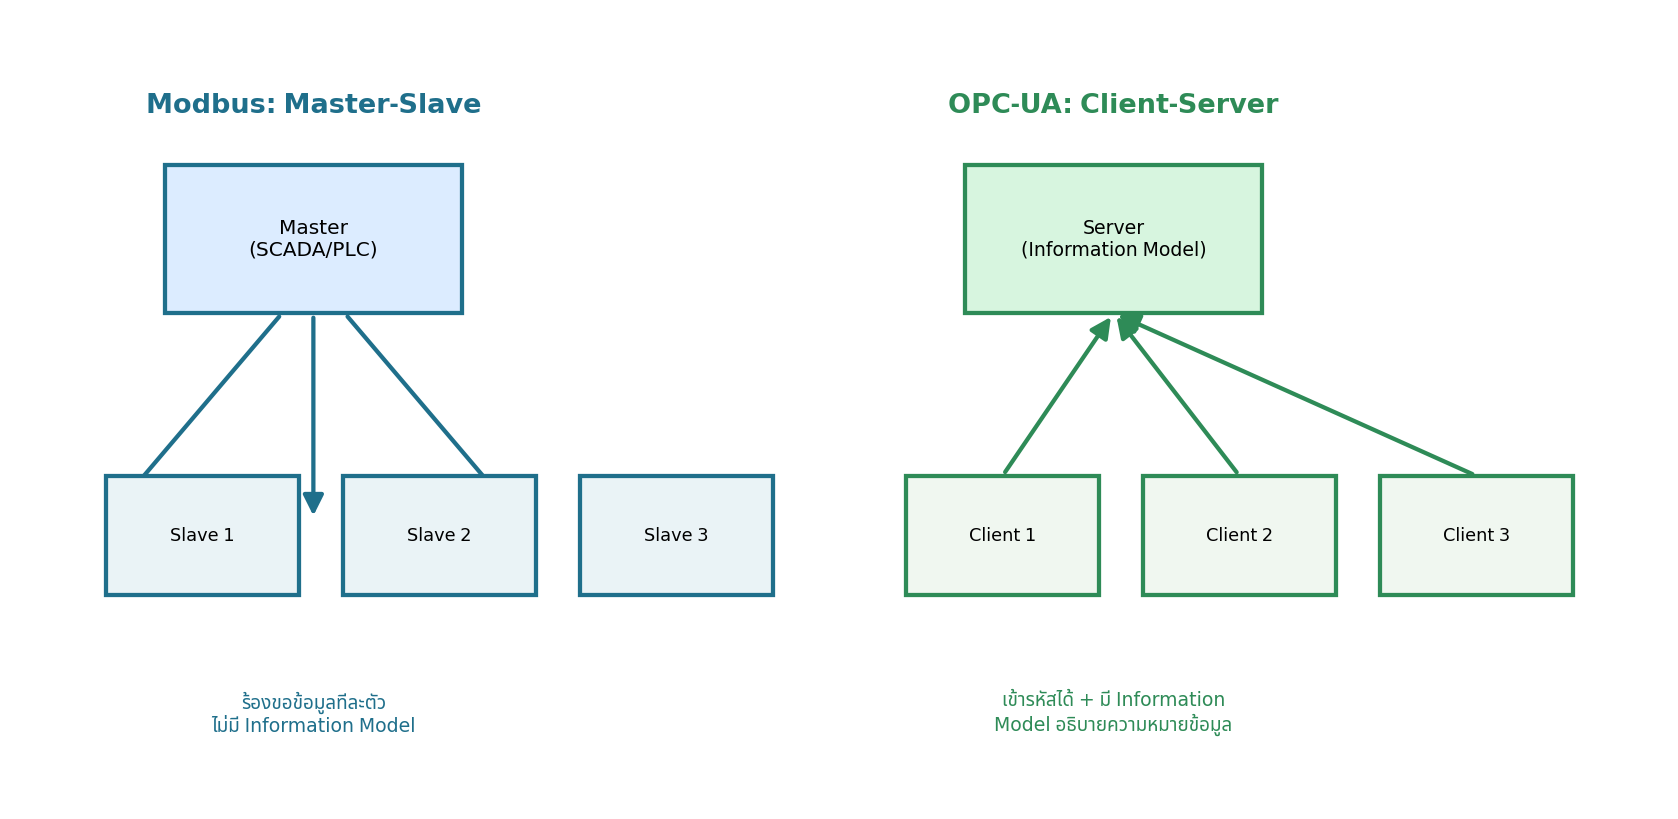 Modbus: Master-Slave
Master
(SCADA/PLC)
Slave 1
Slave 2
Slave 3
ร้องขอข้อมูลทีละตัว
ไม่มี Information Model
OPC-UA: Client-Server
Server
(Information Model)
Client 1
Client 2
Client 3
เข้ารหัสได้ + มี Information
Model อธิบายความหมายข้อมูล